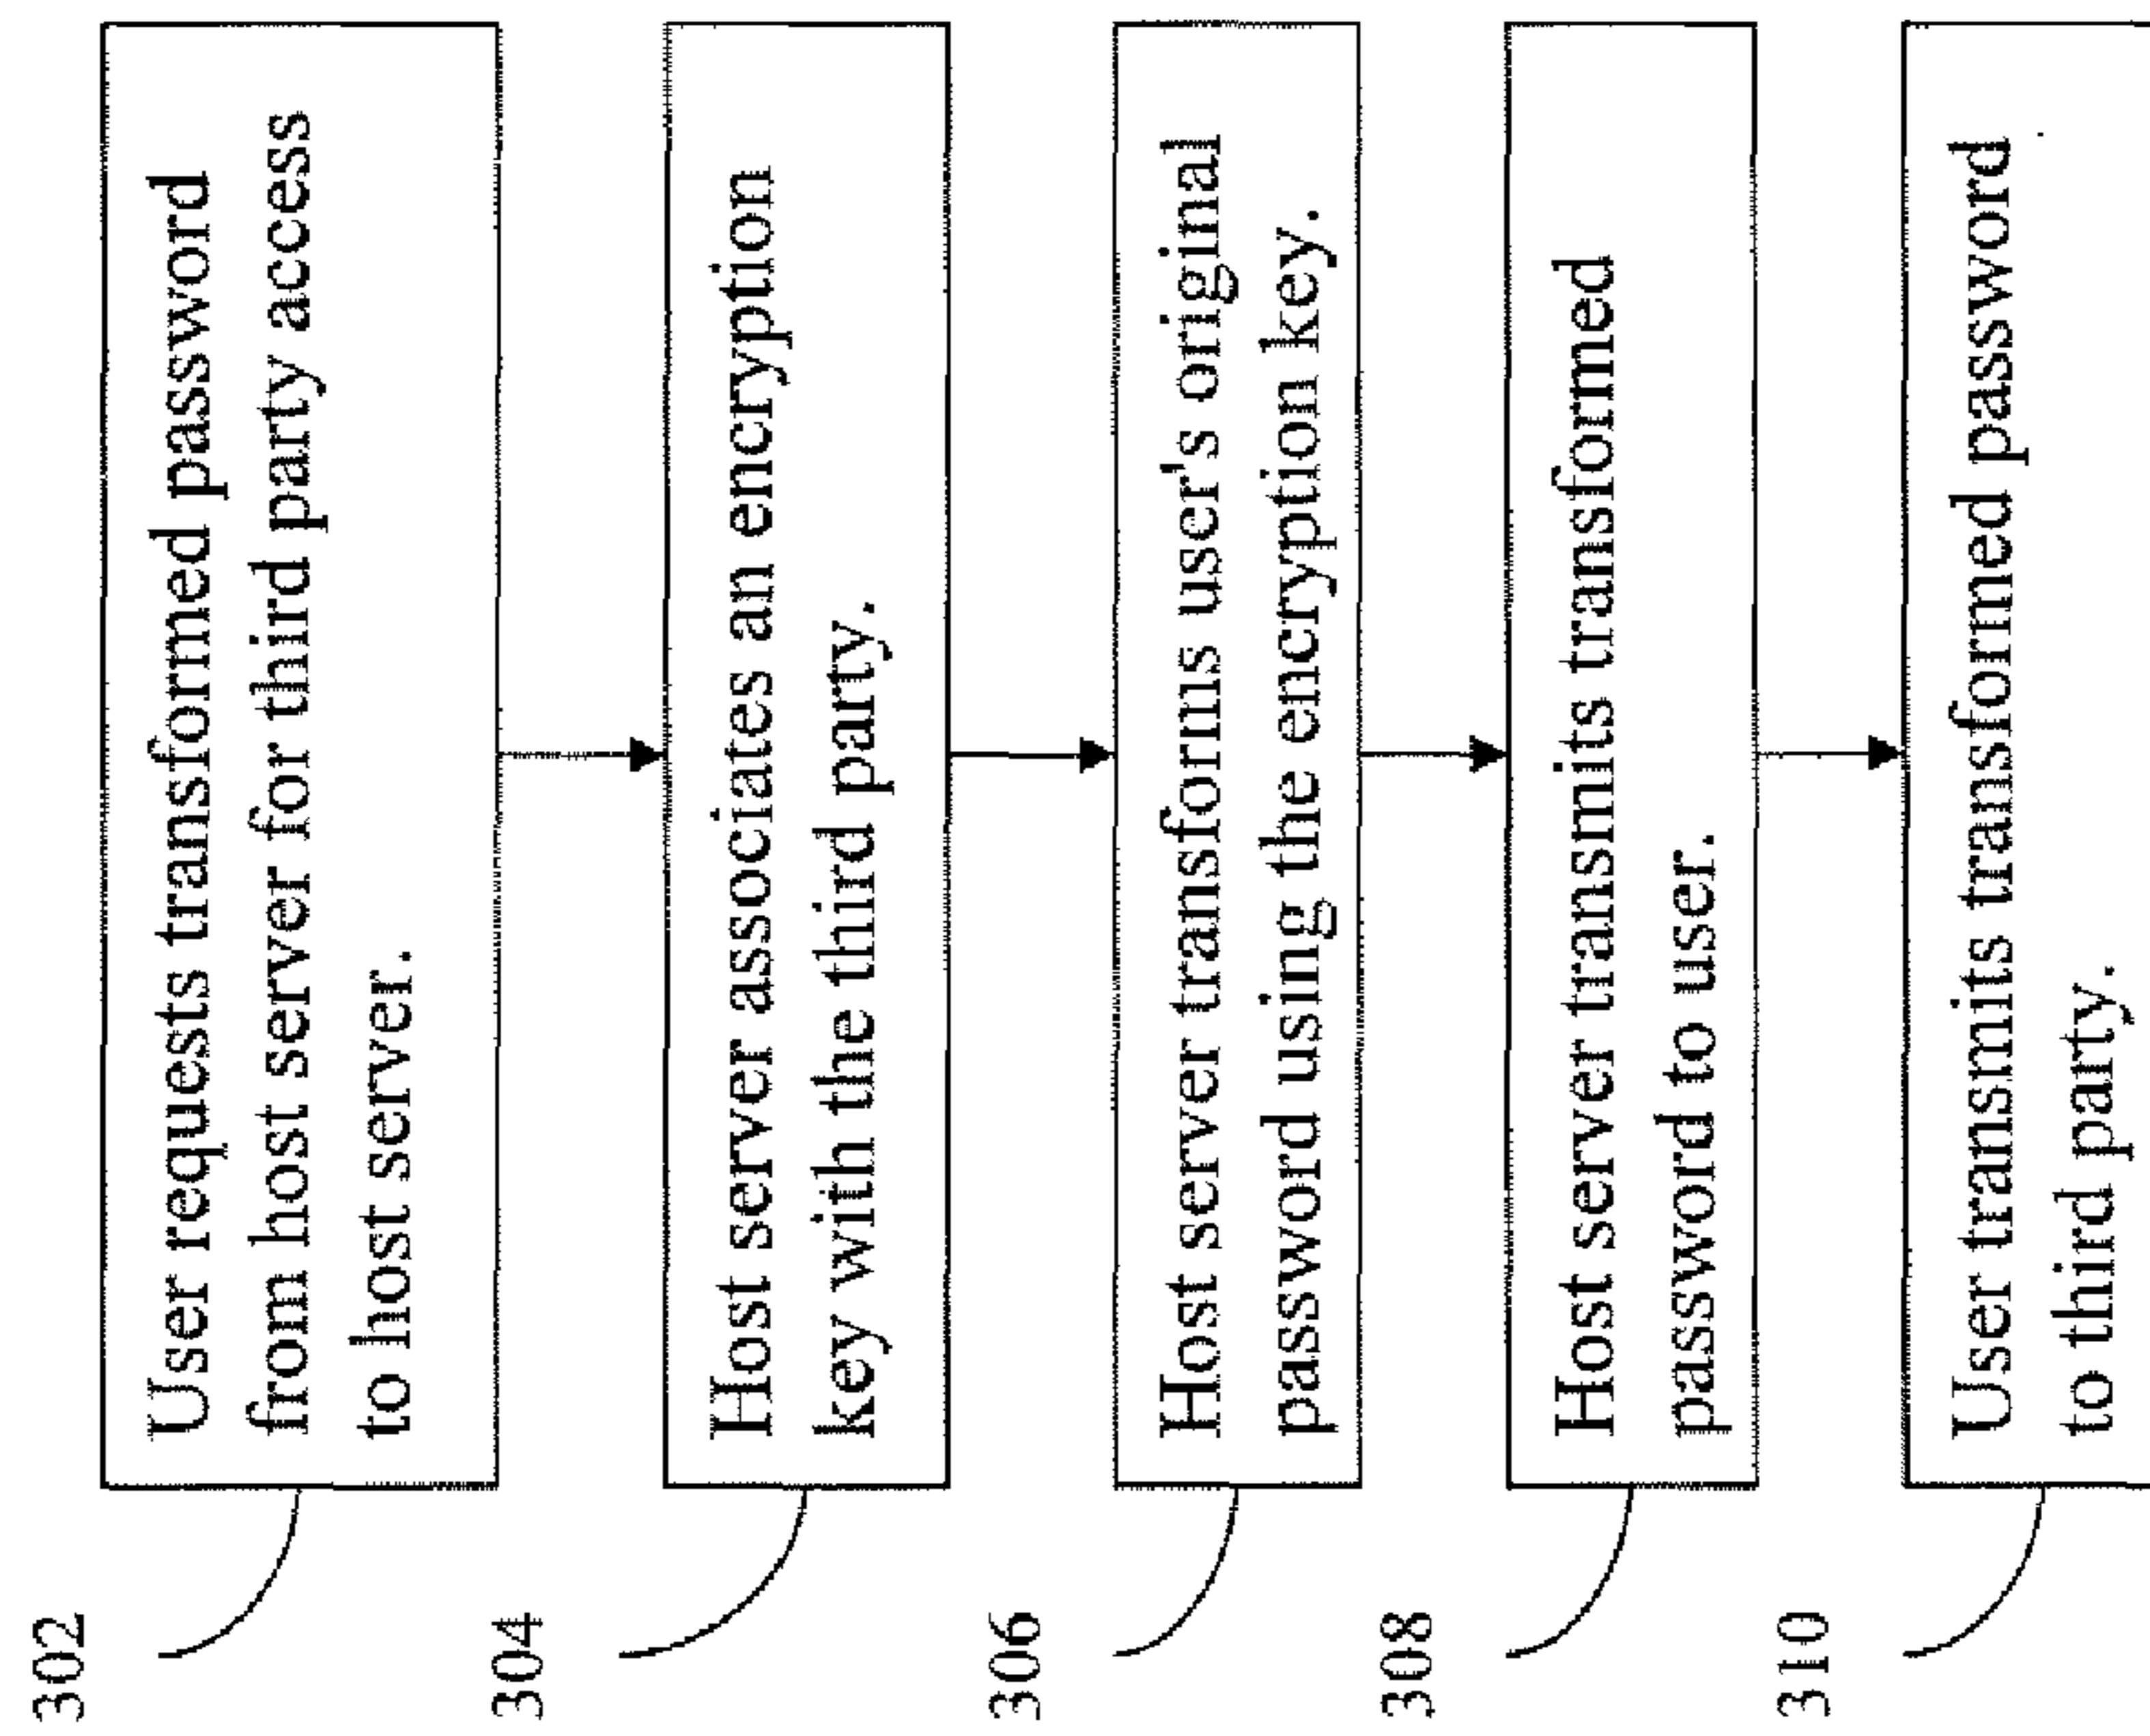 302
User requests transformed password
from host server for third party access
to host server.
304
Host server associates an encryption
key with the third party.
306
Host server transforms user's original
password using the encryption key.
308
Host server transmits transformed
password to user.
310
User transmits transformed password
to third party.